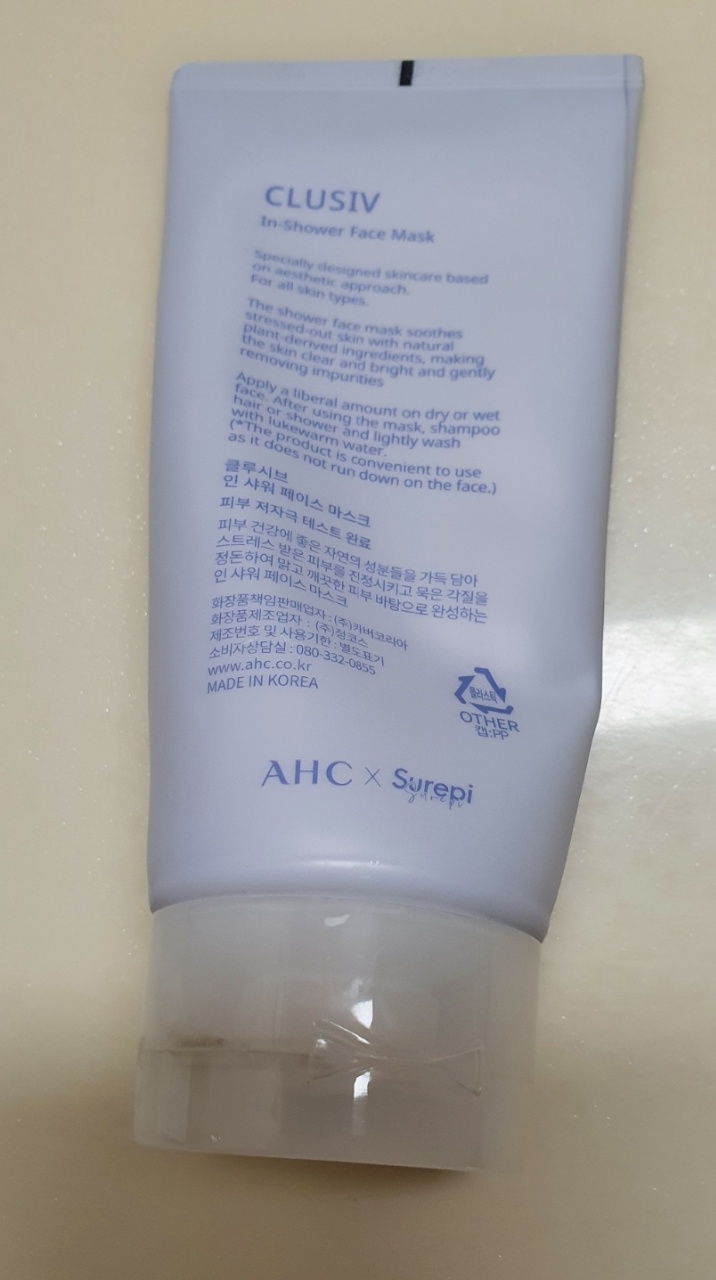 CLUSIV
In-Shower Face Mask
Specially designed skincare based
on aesthetic approach.
For all skin types.
The shower face mask soothes
stressed-out skin with natural
plant-derived ingredients, making
the skin clear and bright and gently
removing impurities
Apply a liberal amount on dry or wet
face. After using the mask, shampoo
hair or shower and lightly wash
with lukewarm water.
(*The product is convenient to use
as it does not run down on the face.)
클루시브
인 샤워 페이스 마스크
피부 저자극 테스트 완료
피부 건강에 좋은 자연의 성분들을 가득 담아
스트레스 받은 피부를 진정시키고 묵은 각질을
정돈하여 맑고 깨끗한 피부 바탕으로 완성하는
인 샤워 페이스 마스크
화장품책임판매업자 : (주)카버코리아
화장품제조업자 : (주)정코스
제조번호 및 사용기한 : 별도표기
소비자상담실 : 080-332-0855
www.ahc.co.kr
MADE IN KOREA
플라스틱
OTHER
캡:PP
AHC × Surepi
Surepi